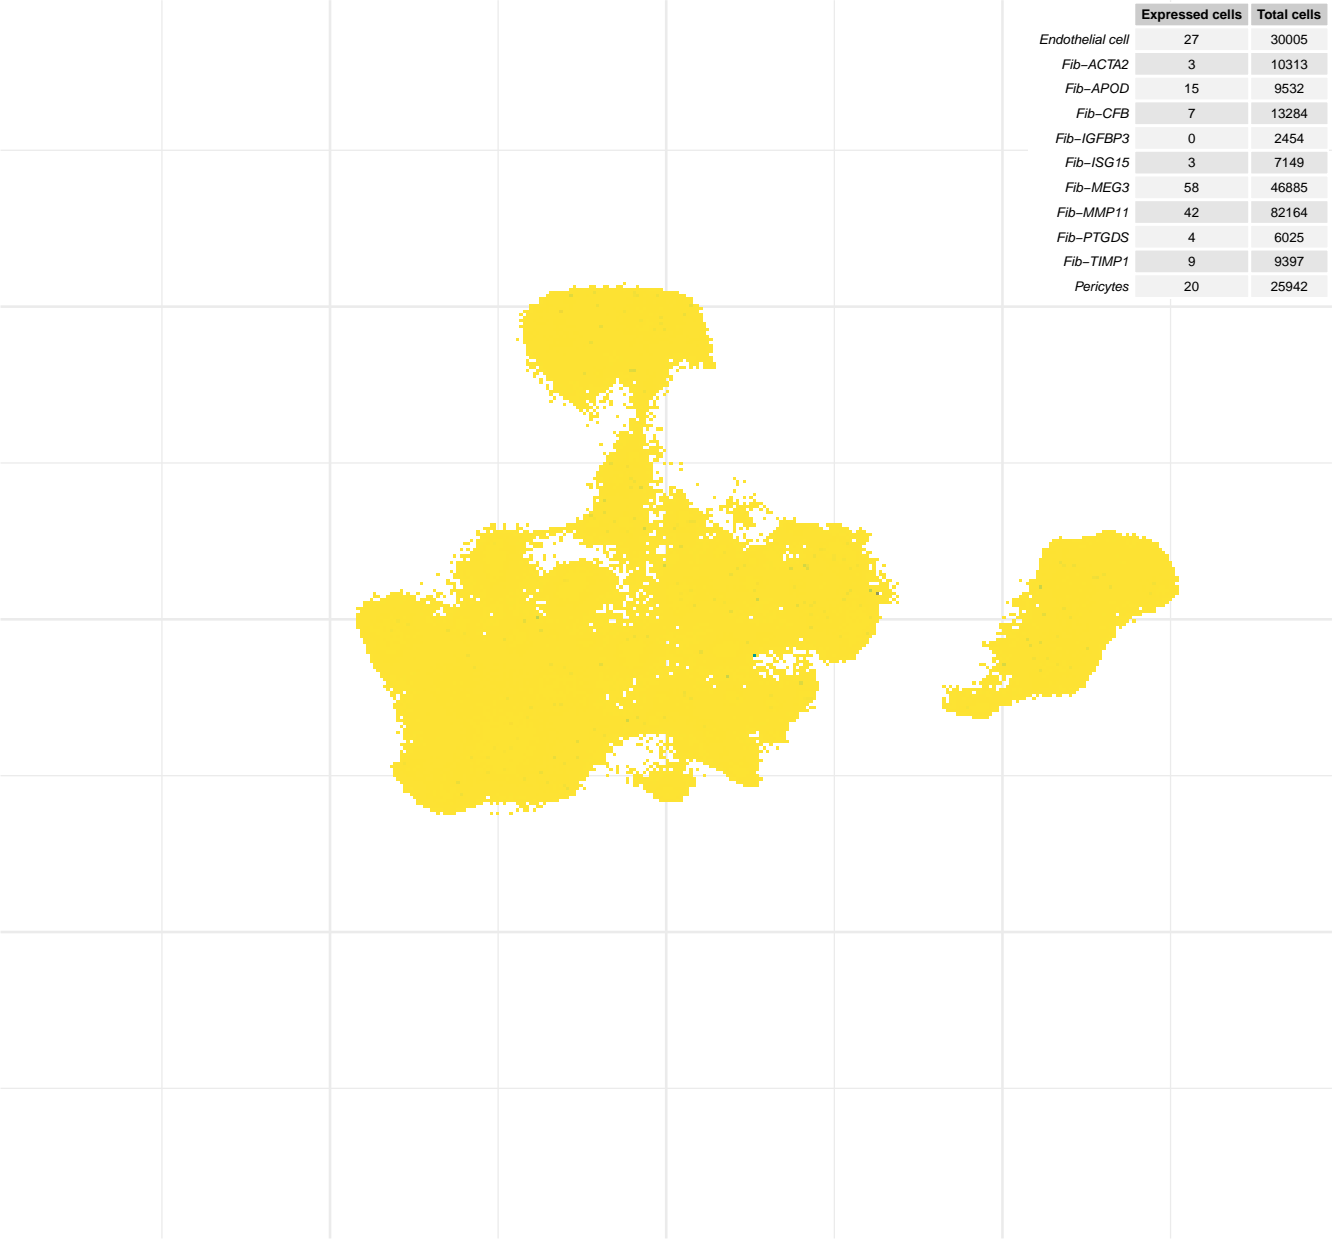 Expressed cells Total cells
Endothelial cell 27 30005
Fib−ACTA2 3 10313
Fib−APOD 15 9532
Fib−CFB 7 13284
Fib−IGFBP3 0 2454
Fib−ISG15 3 7149
Fib−MEG3 58 46885
Fib−MMP11 42 82164
Fib−PTGDS 4 6025
Fib−TIMP1 9 9397
Pericytes 20 25942